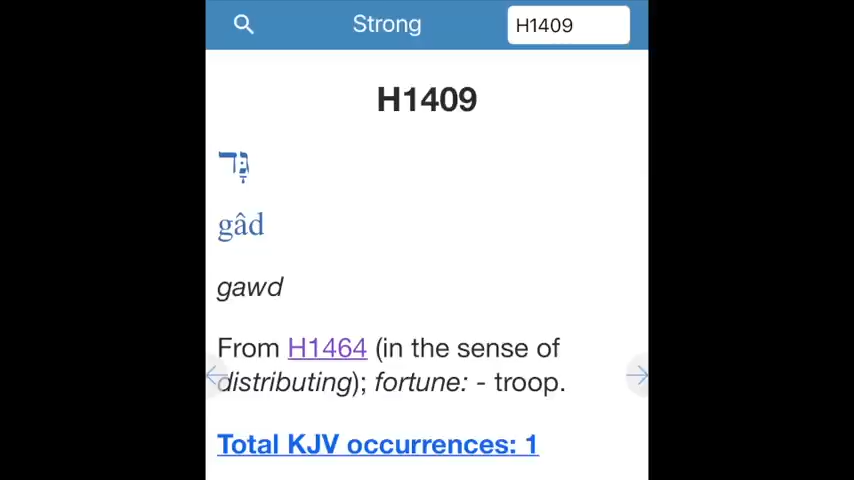 Strong
H1409
H1409
גָּד
gâd
gawd
From H1464 (in the sense of
distributing); fortune: - troop.
Total KJV occurrences: 1